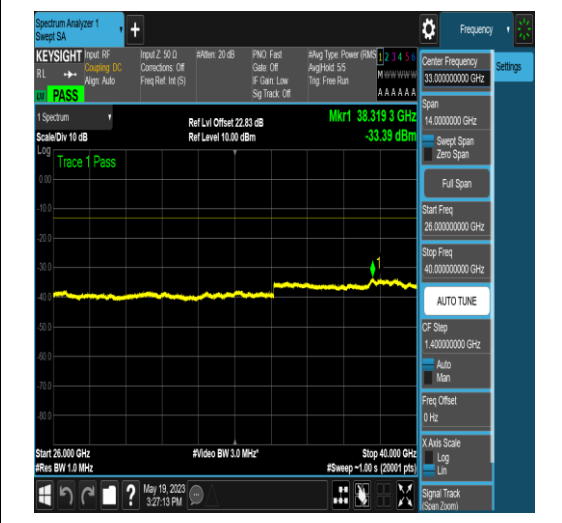 Spectrum Analyzer 1
Swept SA
+
Frequency
KEYSIGHT
RL
PASS
Input: RF
Coupling: DC
Align: Auto
Input Z: 50 Ω
Corrections: Off
Freq Ref: Int (S)
#Atten: 20 dB
PNO: Fast
Gate: Off
IF Gain: Low
Sig Track: Off
#Avg Type: Power (RMS
Avg|Hold: 5/5
Trig: Free Run
1 2 3 4 5 6
M W W W W W
A A A A A A
1 Spectrum
Scale/Div 10 dB
Ref Lvl Offset 22.83 dB
Ref Level 10.00 dBm
Mkr1 38.319 3 GHz
-33.39 dBm
Log
Trace 1 Pass
0.00
-10.0
-20.0
-30.0
-40.0
-50.0
-60.0
-70.0
-80.0
1
Start 26.000 GHz
#Res BW 1.0 MHz
#Video BW 3.0 MHz*
Stop 40.000 GHz
#Sweep ~1.00 s (20001 pts)
May 19, 2023
3:27:13 PM
?
Center Frequency
33.000000000 GHz
Settings
Span
14.0000000 GHz
Swept Span
Zero Span
Full Span
Start Freq
26.000000000 GHz
Stop Freq
40.000000000 GHz
AUTO TUNE
CF Step
1.400000000 GHz
Auto
Man
Freq Offset
0 Hz
X Axis Scale
Log
Lin
Signal Track
(Span Zoom)